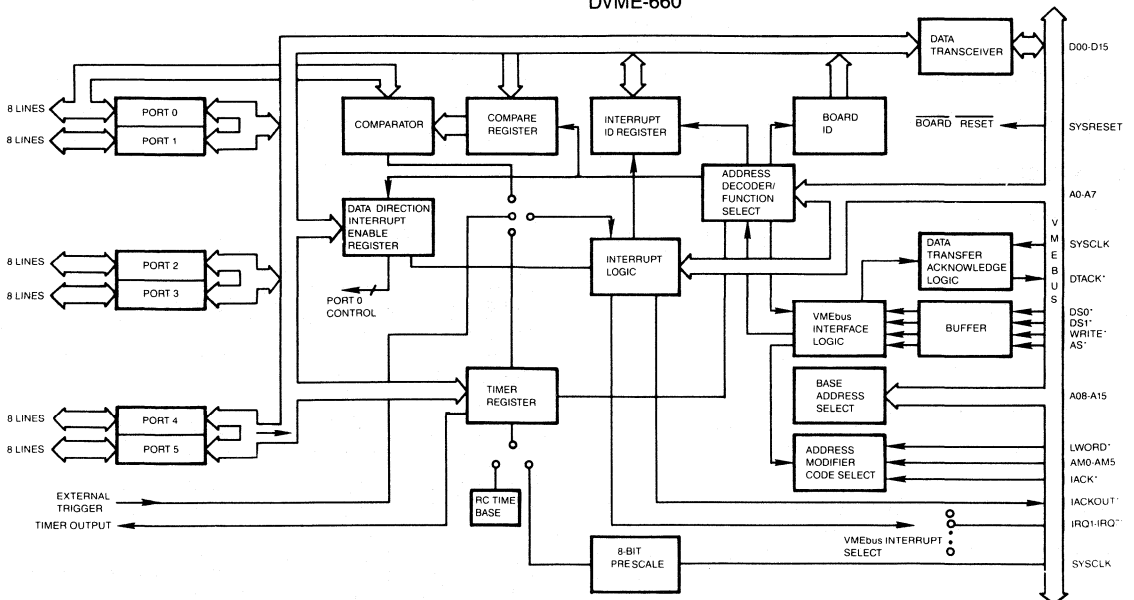 DVME-660
DATA
TRANSCEIVER
D00-D15
8 LINES
PORT 0
8 LINES
PORT 1
COMPARATOR
COMPARE
REGISTER
INTERRUPT
ID REGISTER
BOARD
ID
BOARD RESET
SYSRESET
ADDRESS
DECODER/
FUNCTION
SELECT
A0-A7
DATA DIRECTION
INTERRUPT
ENABLE
REGISTER
INTERRUPT
LOGIC
DATA
TRANSFER
ACKNOWLEDGE
LOGIC
VMEBUS
SYSCLK
DTACK*
8 LINES
PORT 2
8 LINES
PORT 3
PORT 0
CONTROL
VMEbus
INTERFACE
LOGIC
BUFFER
DS0*
DS1*
WRITE*
AS*
TIMER
REGISTER
BASE
ADDRESS
SELECT
A08-A15
8 LINES
PORT 4
8 LINES
PORT 5
ADDRESS
MODIFIER
CODE SELECT
LWORD*
AM0-AM5
IACK*
EXTERNAL
TRIGGER
TIMER OUTPUT
RC TIME
BASE
IACKOUT*
VMEbus INTERRUPT
SELECT
8-BIT
PRESCALE
SYSCLK